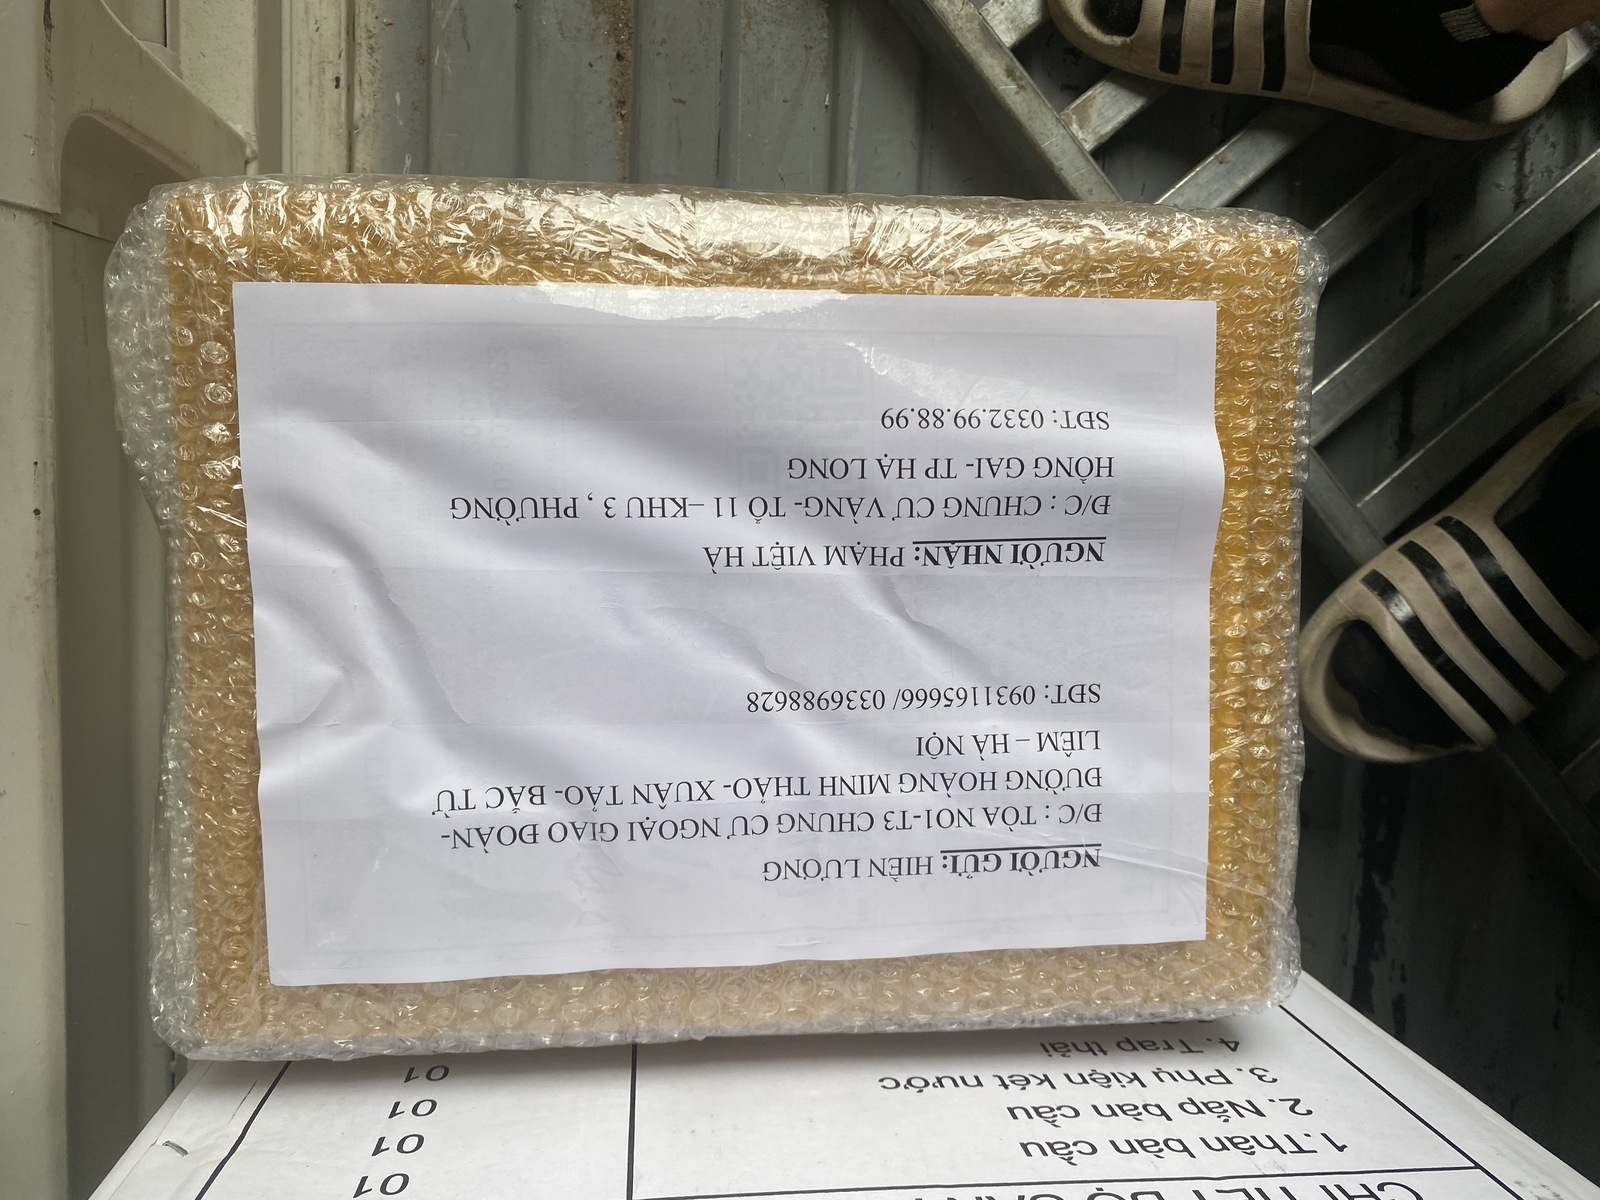 NGƯỜI GỬI: HIỀN LƯƠNG
Đ/C : TÒA NO1-T3 CHUNG CƯ NGOẠI GIAO ĐOÀN-
ĐƯỜNG HOÀNG MINH THẢO- XUÂN TẢO- BẮC TỪ
LIÊM – HÀ NỘI
SĐT: 0931165666/ 0336988628
NGƯỜI NHẬN: PHẠM VIỆT HÀ
Đ/C : CHUNG CƯ VÀNG- TỔ 11 –KHU 3 , PHƯỜNG
HỒNG GAI- TP HẠ LONG
SĐT: 0332.99.88.99
CHI TIẾT BỘ
1.Thân bàn cầu 01
2. Nắp bàn cầu 01
3. Phụ kiện két nước 01
4. Trap thải 01